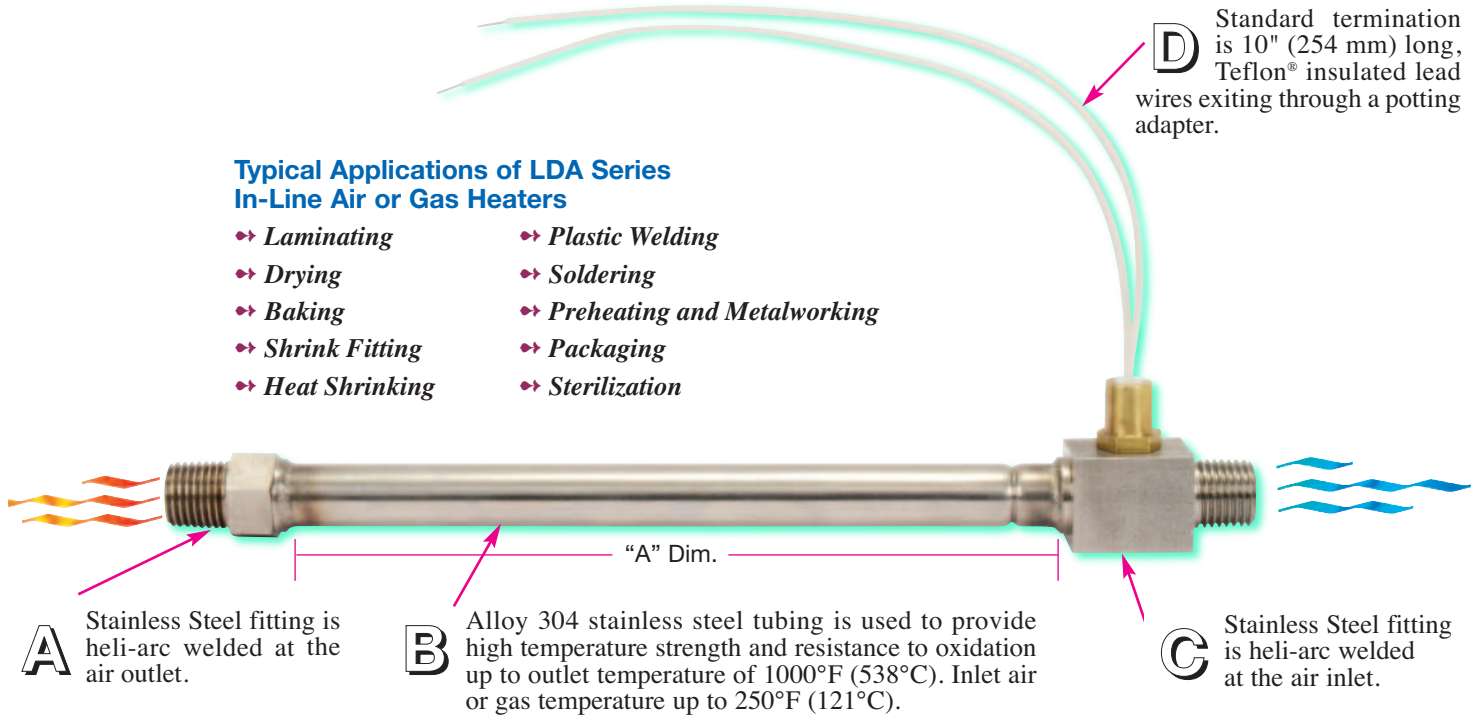 D
Standard termination
is 10" (254 mm) long,
Teflon® insulated lead
wires exiting through a potting
adapter.
Typical Applications of LDA Series
In-Line Air or Gas Heaters
Laminating
Drying
Baking
Shrink Fitting
Heat Shrinking
Plastic Welding
Soldering
Preheating and Metalworking
Packaging
Sterilization
“A” Dim.
A
Stainless Steel fitting is
heli-arc welded at the
air outlet.
B
Alloy 304 stainless steel tubing is used to provide
high temperature strength and resistance to oxidation
up to outlet temperature of 1000°F (538°C). Inlet air
or gas temperature up to 250°F (121°C).
C
Stainless Steel fitting
is heli-arc welded
at the air inlet.